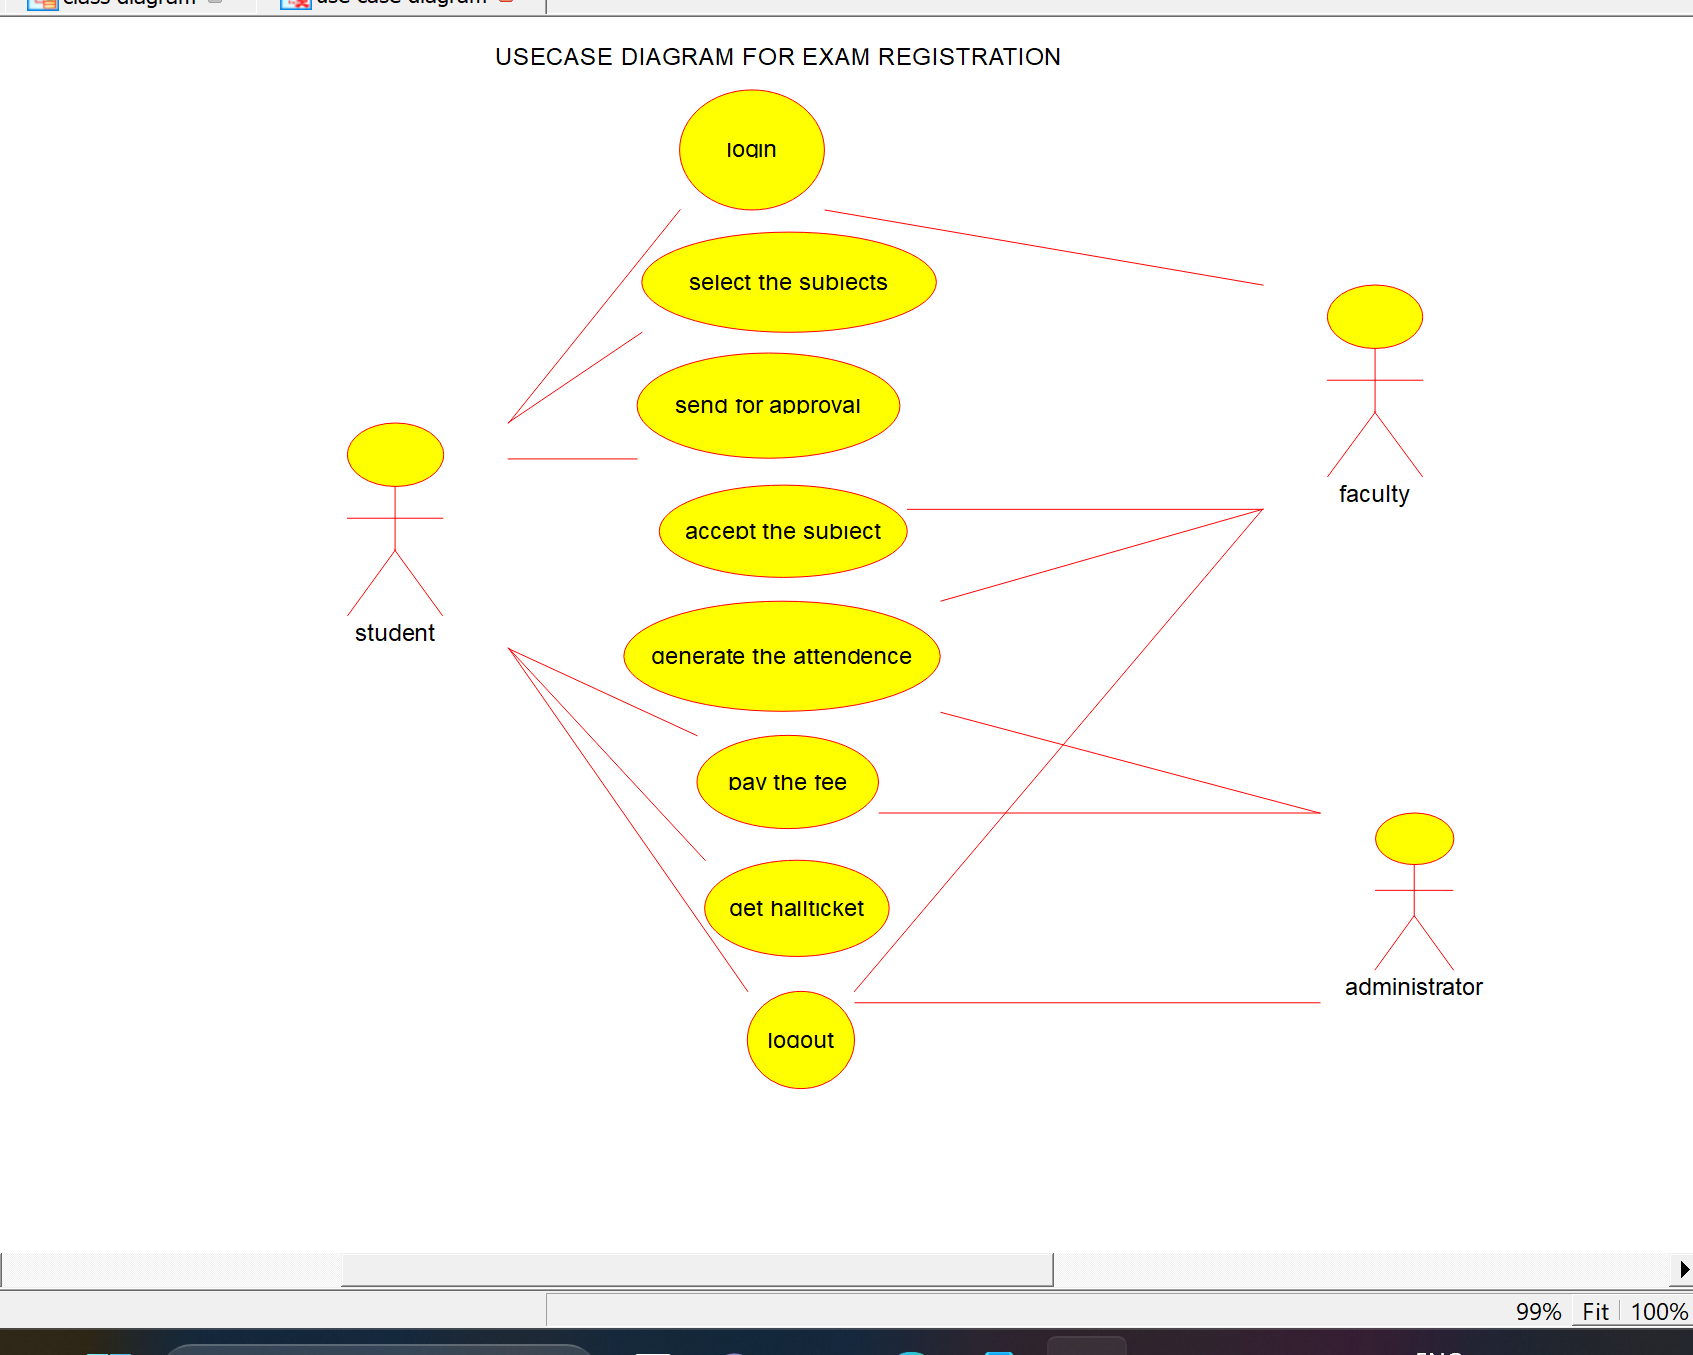 class diagram
use case diagram
USECASE DIAGRAM FOR EXAM REGISTRATION
login
select the subjects
send for approval
accept the subject
generate the attendence
pay the fee
get hallticket
logout
student
faculty
administrator
99% Fit 100%
ENG